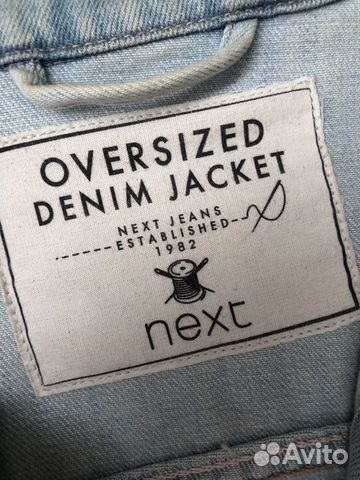 OVERSIZED
DENIM JACKET
NEXT JEANS
ESTABLISHED
1982
next
Avito